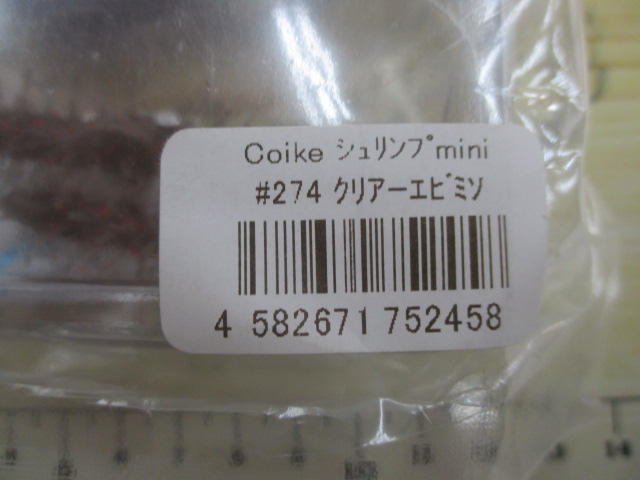 Coike ｼｭﾘﾝﾌﾟmini
#274 ｸﾘｱｰｴﾋﾞﾐｿ
4 582671 752458